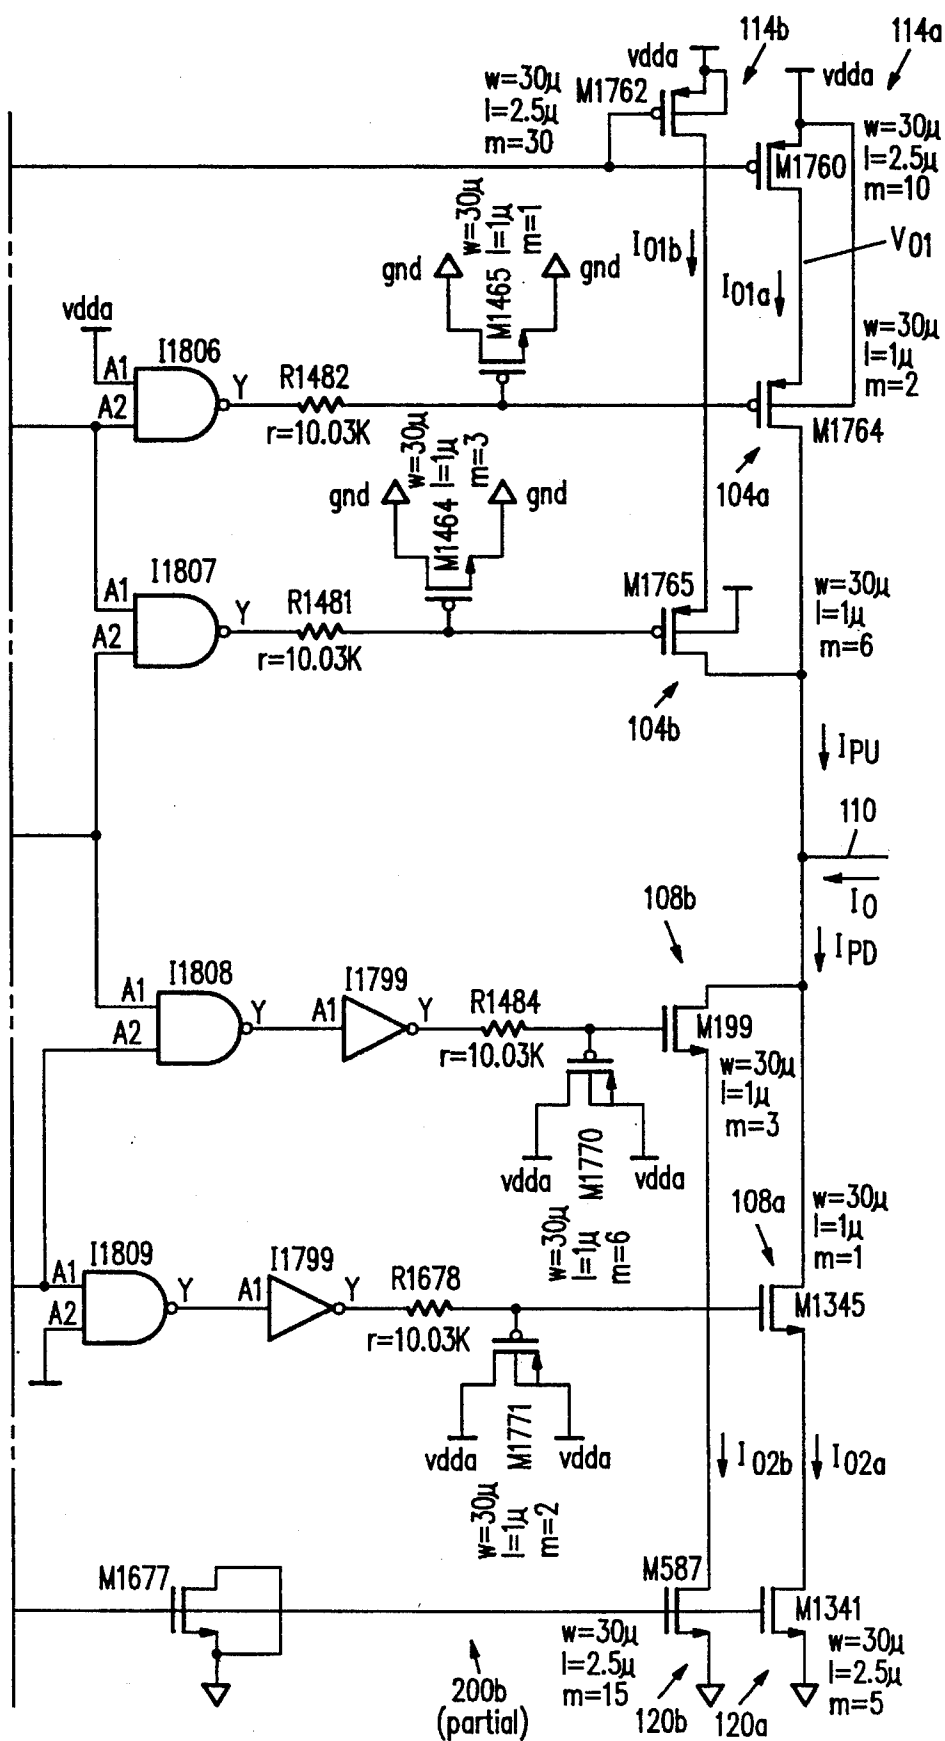 114b
114a
vdda
vdda
w=30μ
l=2.5μ
m=30
M1762
w=30μ
l=2.5μ
m=10
M1760
w=30μ
l=1μ
m=1
M1465
gnd
gnd
I01b
I01a
V01
vdda
I1806
A1
A2
Y
R1482
r=10.03K
w=30μ
l=1μ
m=2
M1764
104a
w=30μ
l=1μ
m=3
M1464
gnd
gnd
I1807
A1
A2
Y
R1481
r=10.03K
M1765
w=30μ
l=1μ
m=6
104b
IPU
110
IO
IPD
108b
I1808
A1
A2
Y
I1799
A1
Y
R1484
r=10.03K
M199
w=30μ
l=1μ
m=3
vdda
vdda
M1770
w=30μ
l=1μ
m=6
108a
w=30μ
l=1μ
m=1
I1809
A1
A2
Y
I1799
A1
Y
R1678
r=10.03K
M1345
vdda
vdda
M1771
w=30μ
l=1μ
m=2
I02b
I02a
M1677
M587
M1341
w=30μ
l=2.5μ
m=15
w=30μ
l=2.5μ
m=5
200b
(partial)
120b
120a